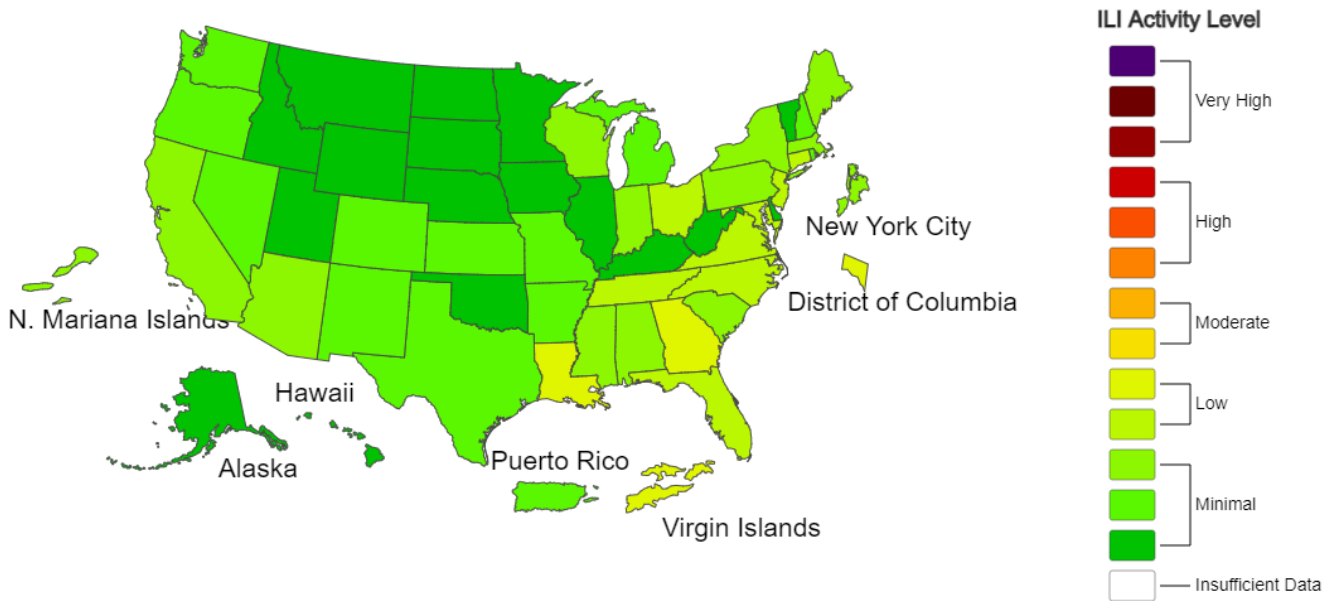 ILI Activity Level
Very High
High
Moderate
Low
Minimal
Insufficient Data
New York City
District of Columbia
N. Mariana Islands
Hawaii
Alaska
Puerto Rico
Virgin Islands